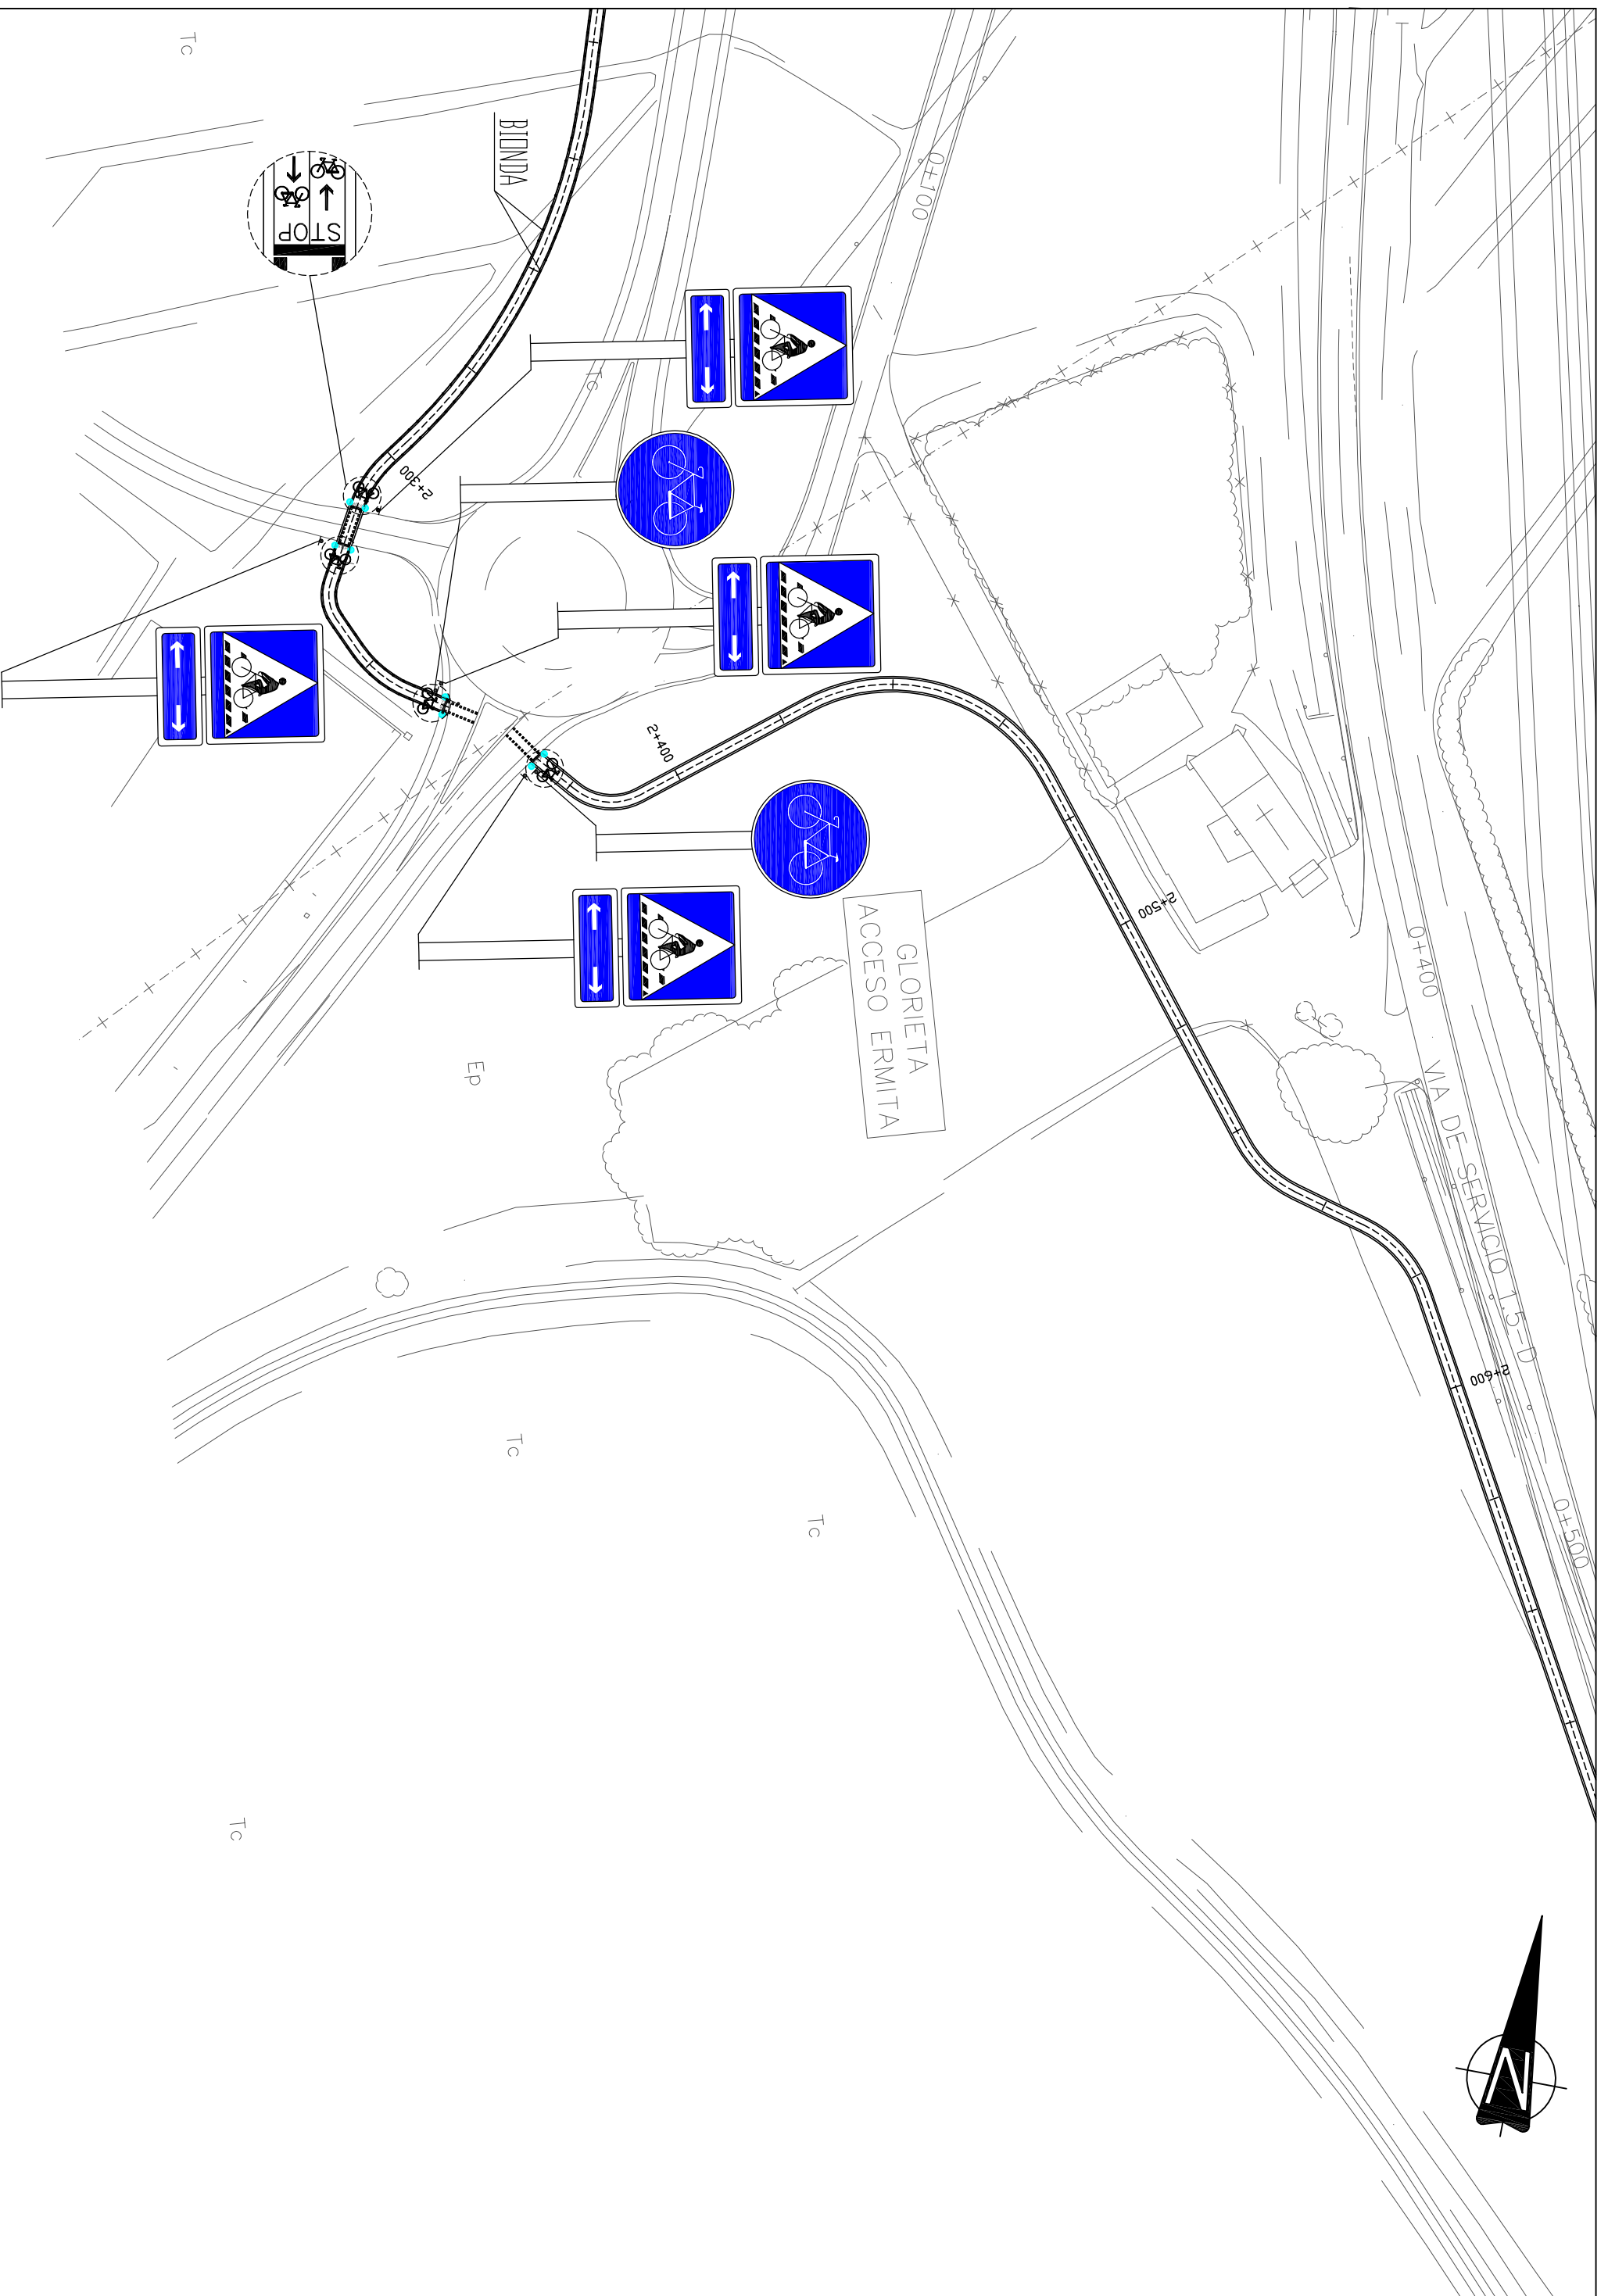 Tc
BIONDA
0+100
STOP
Tc
2+300
2+400
2+500
GLORIETA
ACCESO ERMITA
0+400
VIA DE SERVICIO 1.5-D
Ep
2+600
0+500
Tc
Tc
Tc
N